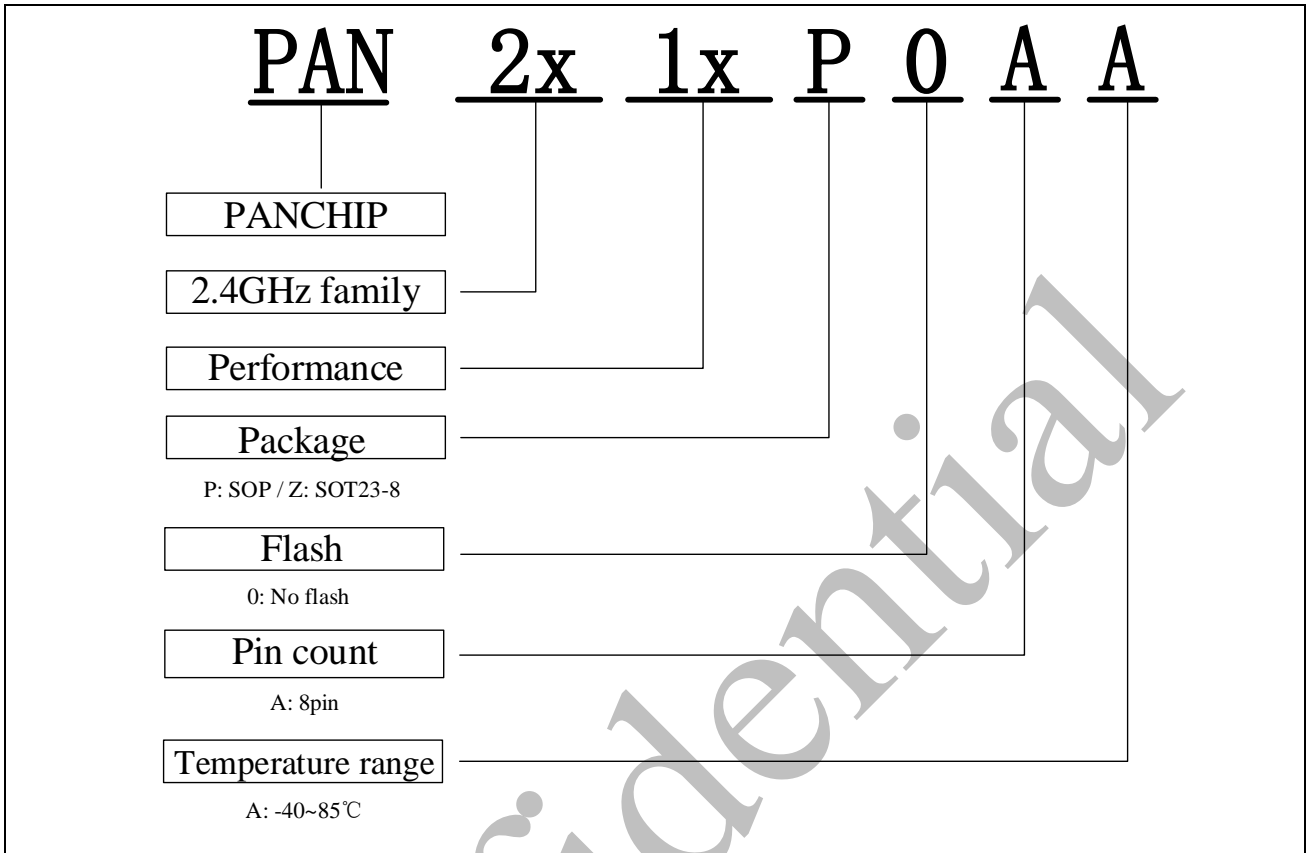 PAN 2x 1x P 0 A A
PANCHIP
2.4GHz family
Performance
Package
P: SOP / Z: SOT23-8
Flash
0: No flash
Pin count
A: 8pin
Temperature range
A: -40~85℃
fidential